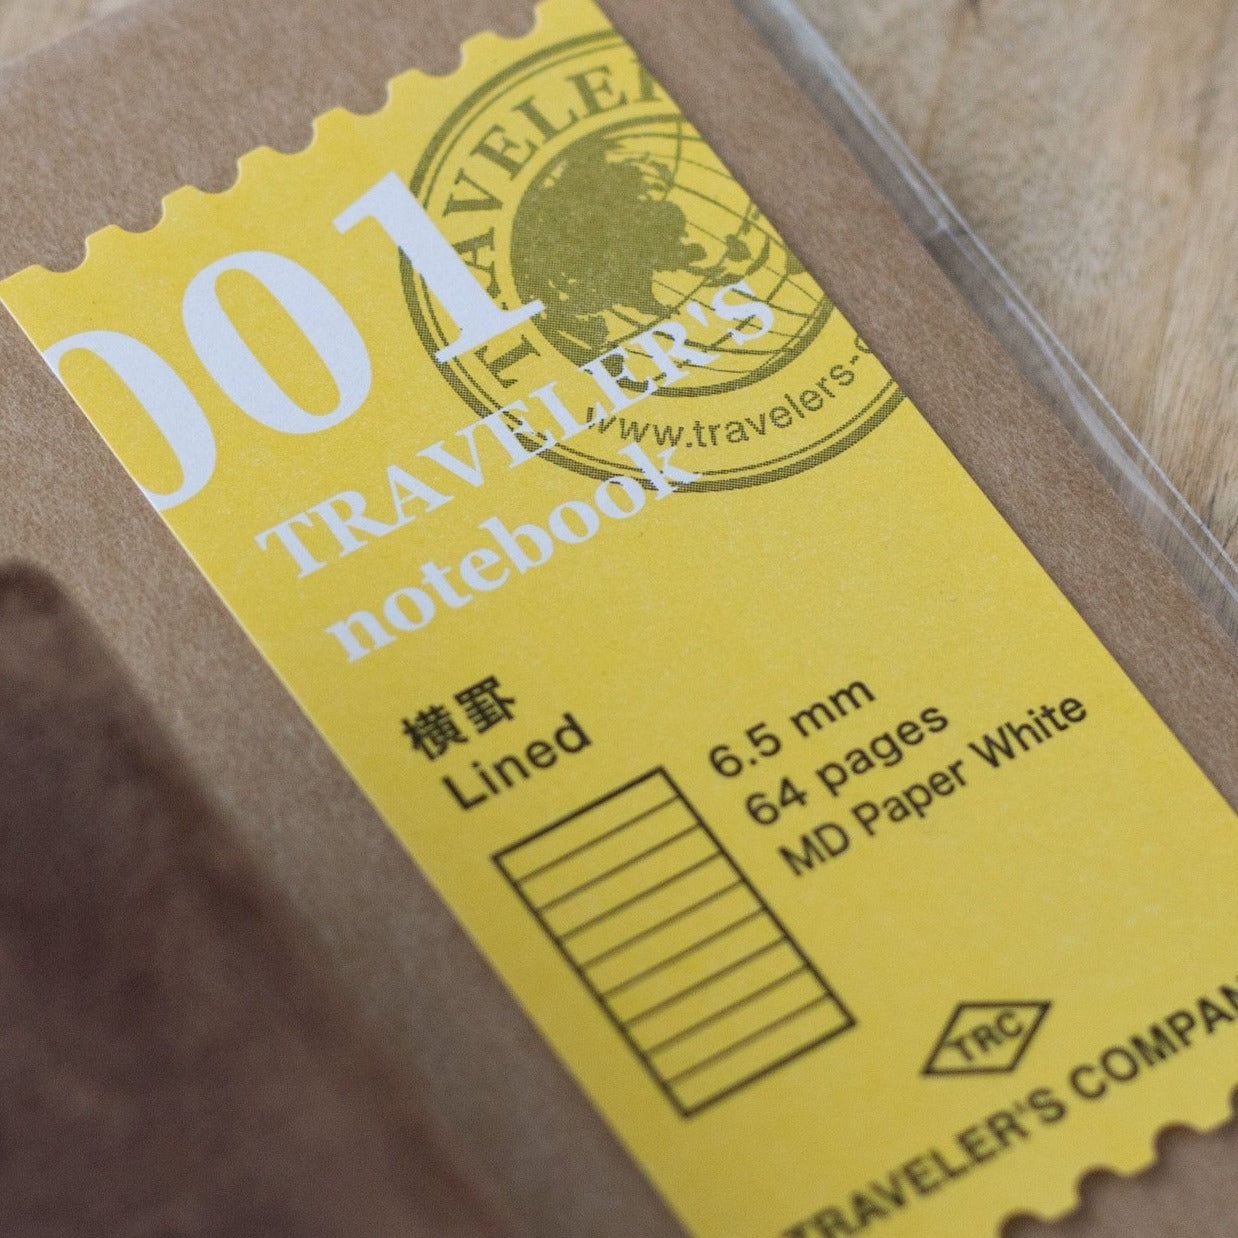 TRAVELER
www.travelers-
001
TRAVELER'S
notebook
横罫
Lined
6.5 mm
64 pages
MD Paper White
TRC
TRAVELER'S COMPAN